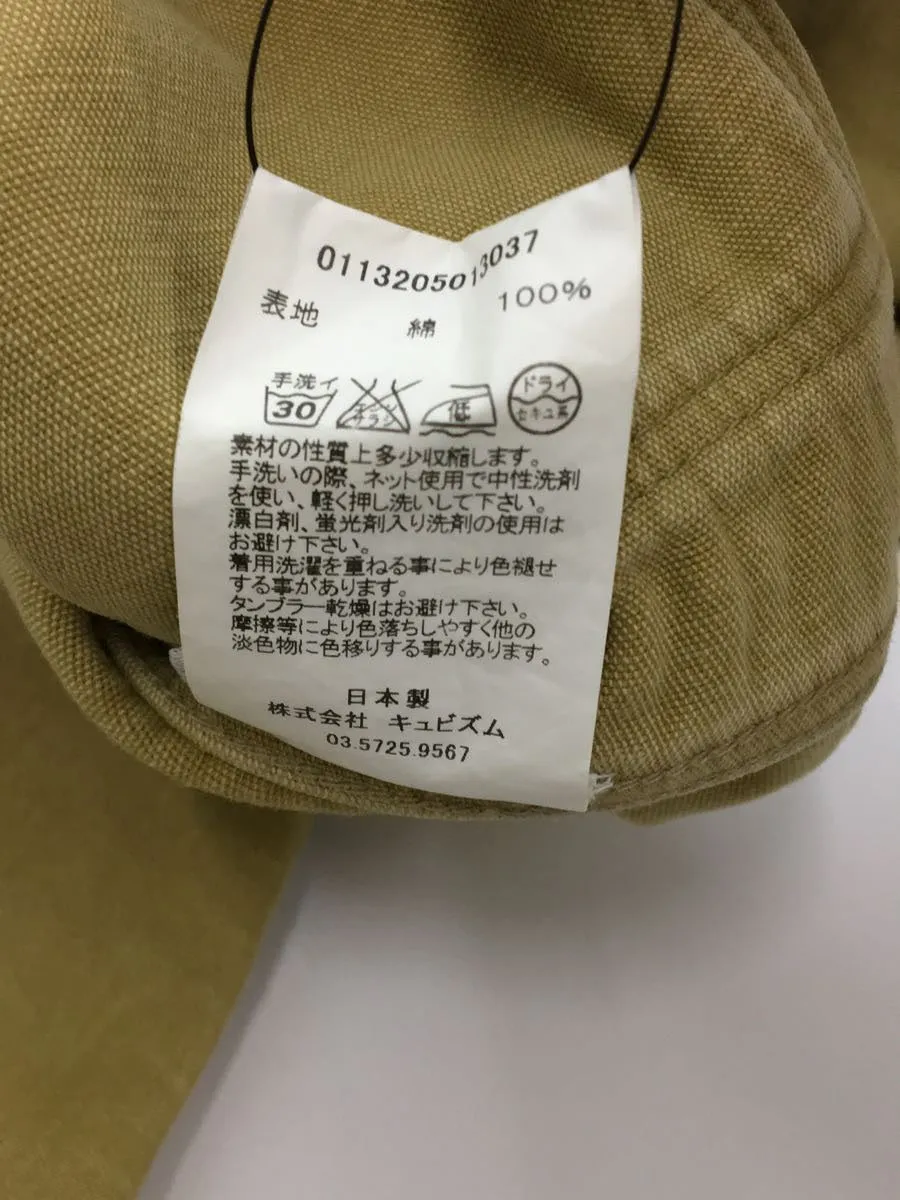 0113205013037
表地 綿 100%
手洗イ 30 エンソサラシ 低 ドライ セキユ系
素材の性質上多少収縮します。
手洗いの際、ネット使用で中性洗剤
を使い、軽く押し洗いして下さい。
漂白剤、蛍光剤入り洗剤の使用は
お避け下さい。
着用洗濯を重ねる事により色褪せ
する事があります。
タンブラー乾燥はお避け下さい。
摩擦等により色落ちしやすく他の
淡色物に色移りする事があります。
日本製
株式会社 キュビズム
03.5725.9567